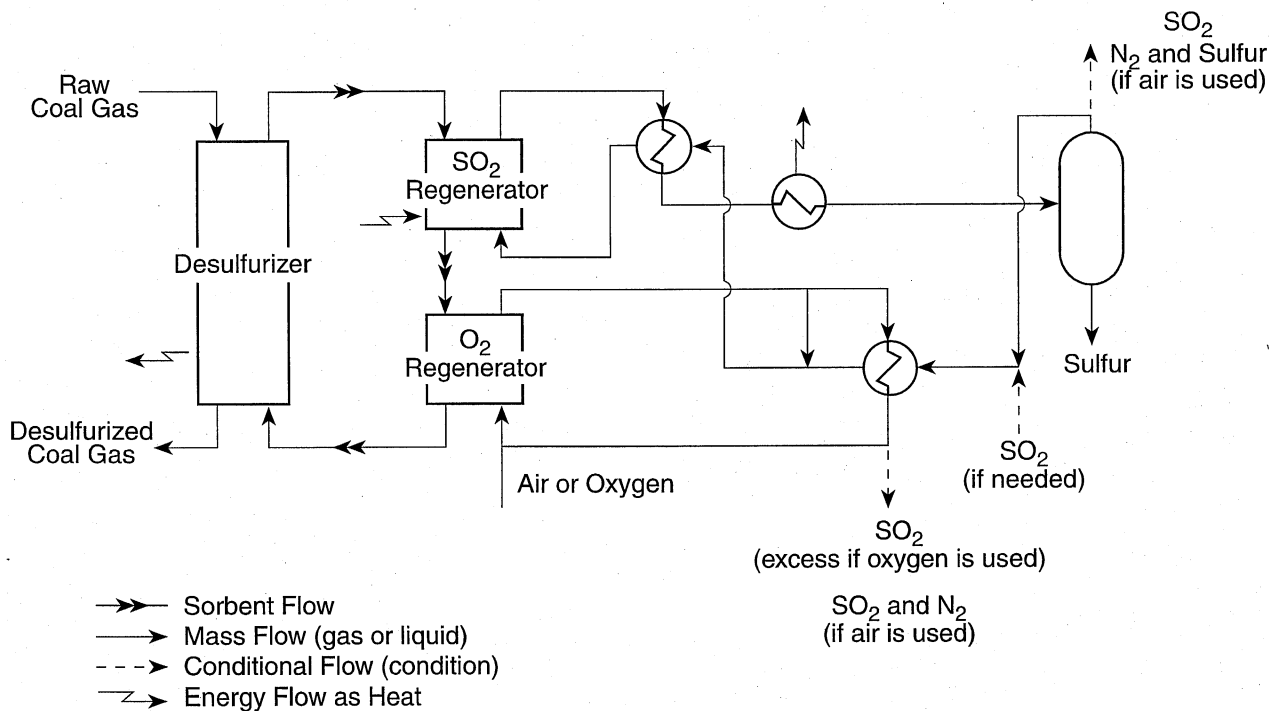 SO2
N2 and Sulfur
(if air is used)
Raw
Coal Gas
SO2
Regenerator
Desulfurizer
O2
Regenerator
Sulfur
Desulfurized
Coal Gas
SO2
(if needed)
Air or Oxygen
SO2
(excess if oxygen is used)
SO2 and N2
(if air is used)
Sorbent Flow
Mass Flow (gas or liquid)
Conditional Flow (condition)
Energy Flow as Heat